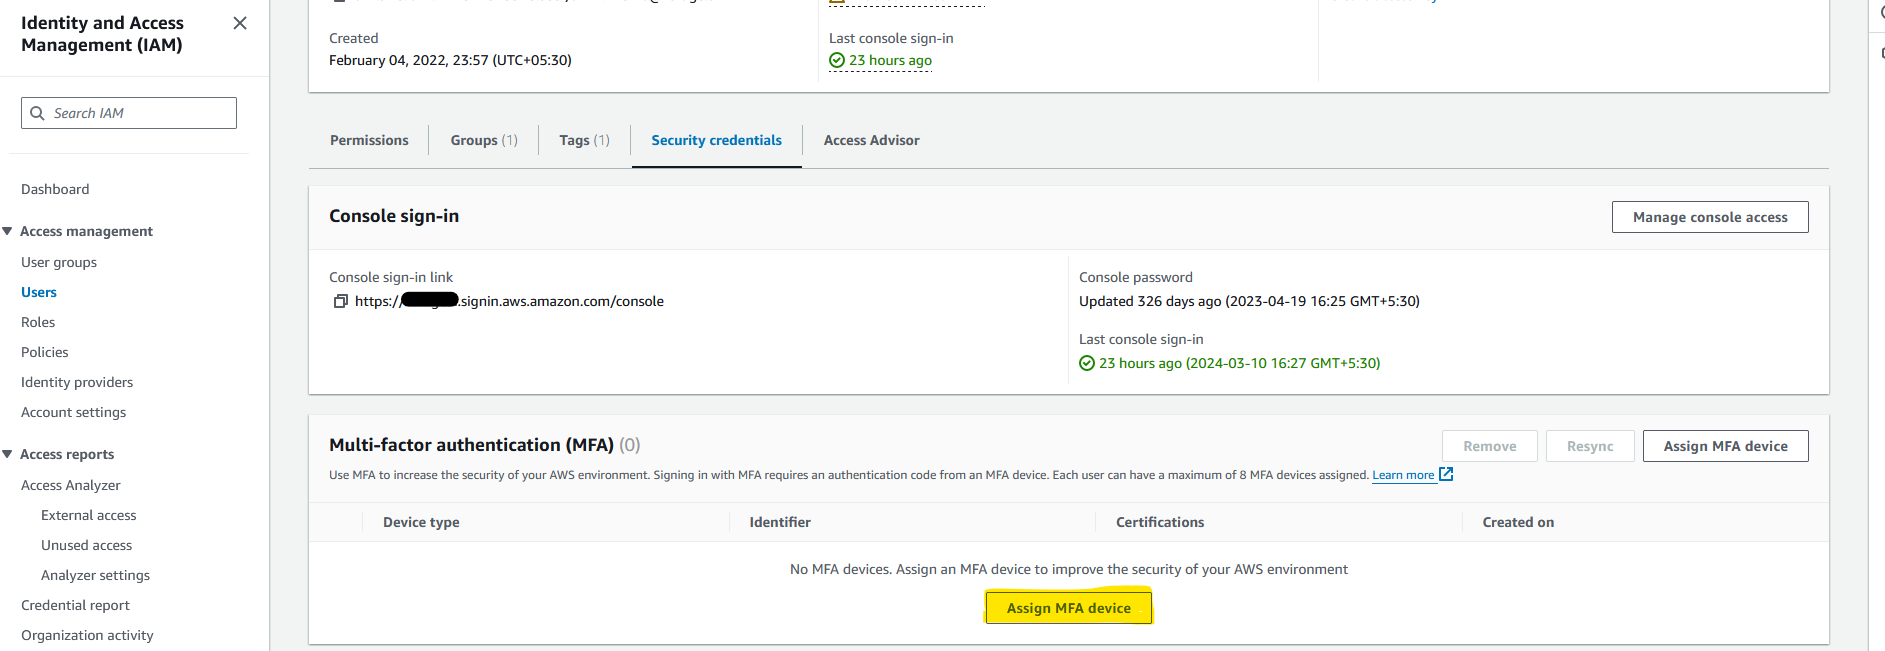 Identity and Access
Management (IAM)
Search IAM
Dashboard
Access management
User groups
Users
Roles
Policies
Identity providers
Account settings
Access reports
Access Analyzer
External access
Unused access
Analyzer settings
Credential report
Organization activity
Created
February 04, 2022, 23:57 (UTC+05:30)
Last console sign-in
23 hours ago
Permissions
Groups (1)
Tags (1)
Security credentials
Access Advisor
Console sign-in
Manage console access
Console sign-in link
https://
.signin.aws.amazon.com/console
Console password
Updated 326 days ago (2023-04-19 16:25 GMT+5:30)
Last console sign-in
23 hours ago (2024-03-10 16:27 GMT+5:30)
Multi-factor authentication (MFA) (0)
Remove
Resync
Assign MFA device
Use MFA to increase the security of your AWS environment. Signing in with MFA requires an authentication code from an MFA device. Each user can have a maximum of 8 MFA devices assigned. Learn more
Device type
Identifier
Certifications
Created on
No MFA devices. Assign an MFA device to improve the security of your AWS environment
Assign MFA device